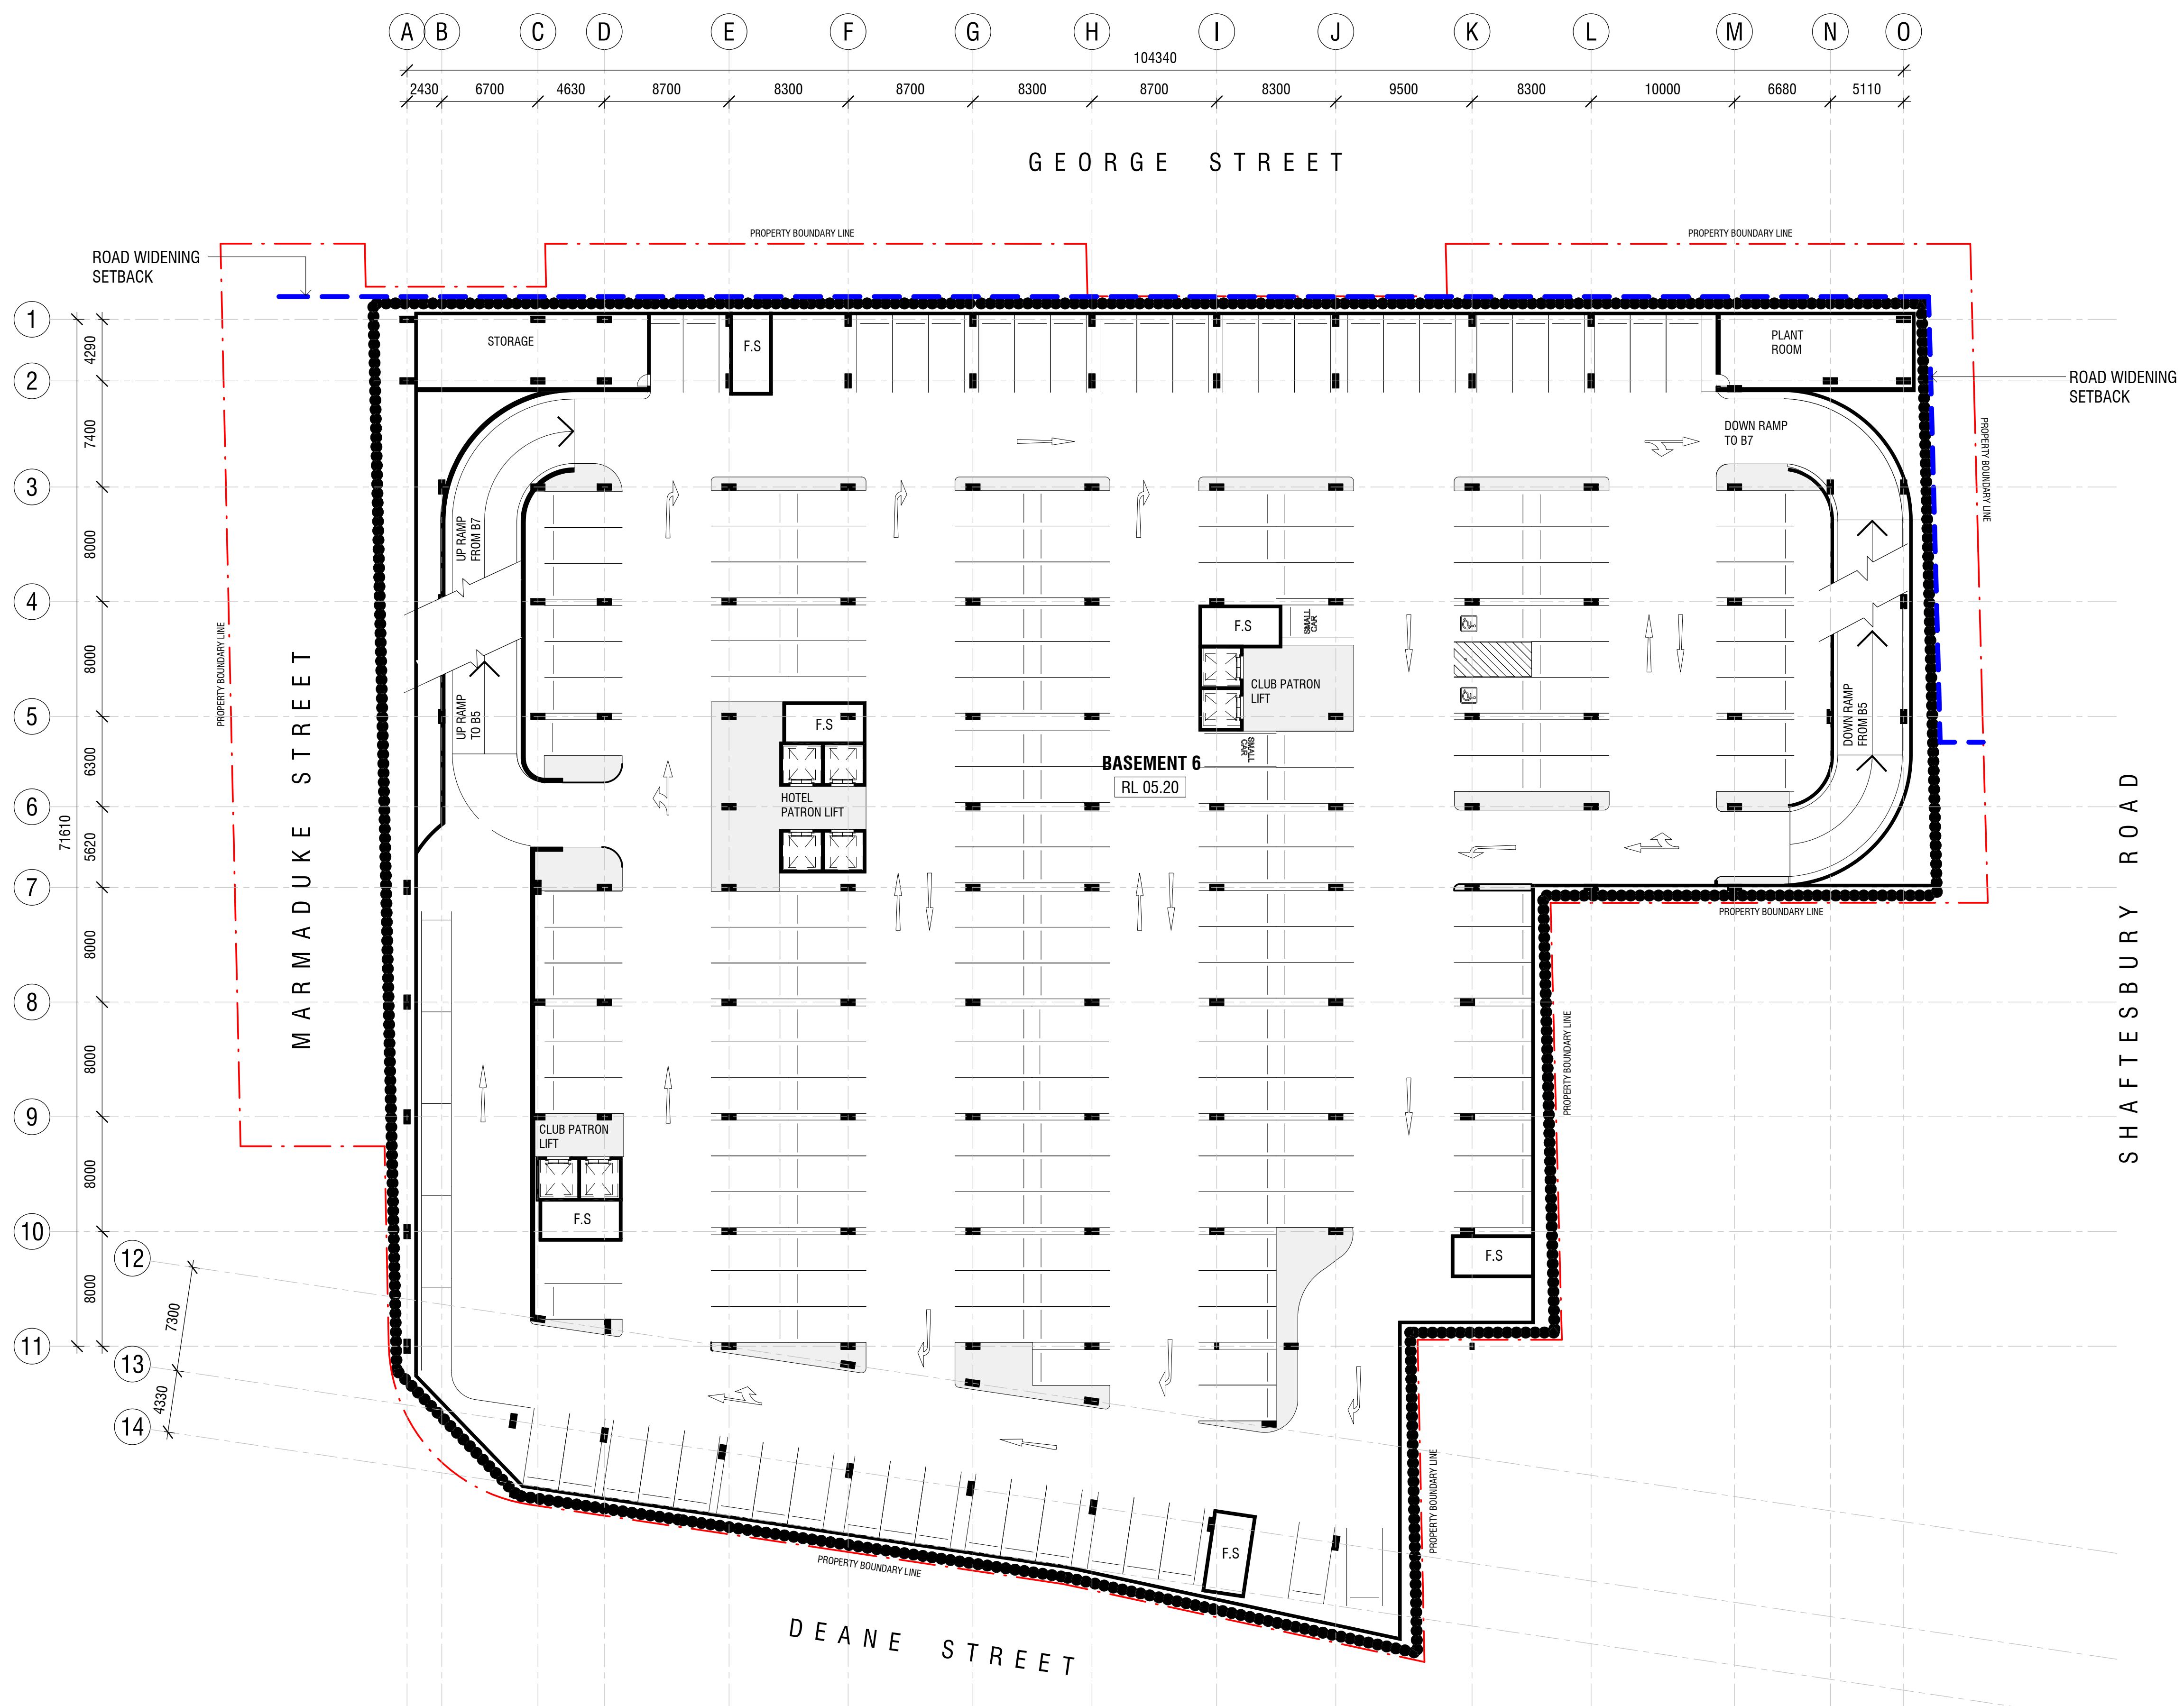 A B C D E F G H I J K L M N O
104340
2430 6700 4630 8700 8300 8700 8300 8700 8300 9500 8300 10000 6680 5110
GEORGE STREET
PROPERTY BOUNDARY LINE
PROPERTY BOUNDARY LINE
ROAD WIDENING
SETBACK
1
STORAGE
F.S
PLANT
ROOM
4290
2
ROAD WIDENING
SETBACK
7400
DOWN RAMP
TO B7
PROPERTY BOUNDARY LINE
3
8000
UP RAMP
FROM B7
4
F.S
SMALL
CAR
8000
PROPERTY BOUNDARY LINE
MARMADUKE STREET
CLUB PATRON
LIFT
5
F.S
UP RAMP
TO B5
DOWN RAMP
FROM B5
6300
SMALL
CAR
BASEMENT 6
RL 05.20
HOTEL
PATRON LIFT
6
71610
5620
SHAFTESBURY ROAD
7
PROPERTY BOUNDARY LINE
8000
8
8000
PROPERTY BOUNDARY LINE
9
CLUB PATRON
LIFT
8000
F.S
10
F.S
12
8000
7300
11
13
4330
14
PROPERTY BOUNDARY LINE
F.S
PROPERTY BOUNDARY LINE
DEANE STREET